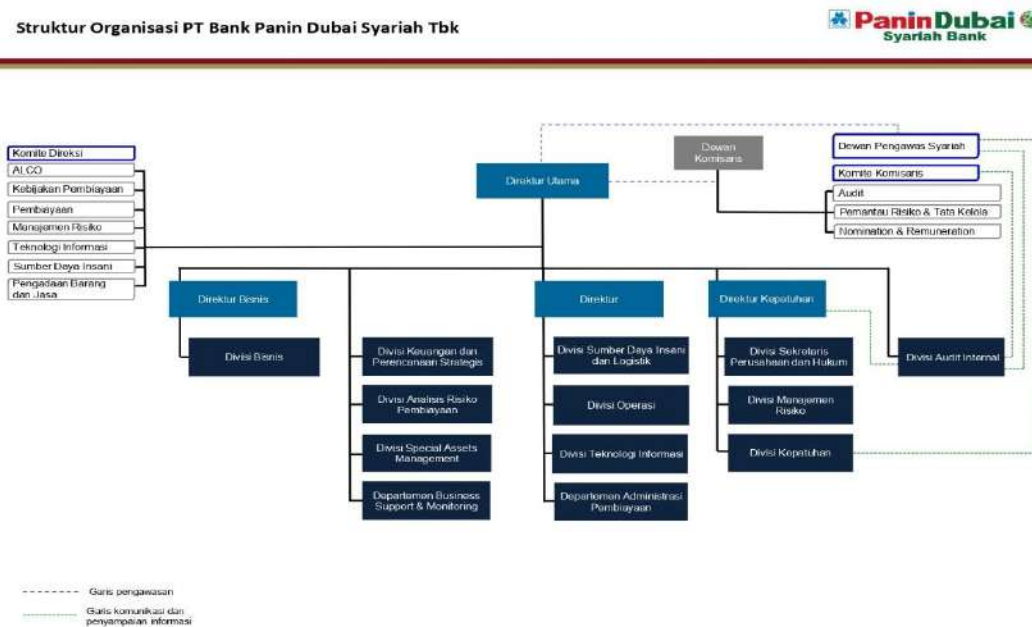 Struktur Organisasi PT Bank Panin Dubai Syariah Tbk
PaninDubai
Syariah Bank
Komite Direksi
ALCO
Kebijakan Pembiayaan
Pembiayaan
Manajemen Risiko
Teknologi Informasi
Sumber Daya Insani
Pengadaan Barang
dan Jasa
Direktur Utama
Dewan
Komisaris
Dewan Pengawas Syariah
Komite Komisaris
Audit
Pemantau Risiko & Tata Kelola
Nomination & Remuneration
Direktur Bisnis
Direktur
Direktur Kepatuhan
Divisi Bisnis
Divisi Keuangan dan
Perencanaan Strategis
Divisi Analisis Risiko
Pembiayaan
Divisi Special Assets
Management
Departemen Business
Support & Monitoring
Divisi Sumber Daya Insani
dan Logistik
Divisi Operasi
Divisi Teknologi Informasi
Departemen Administrasi
Pembiayaan
Divisi Sekretaris
Perusahaan dan Hukum
Divisi Manajemen
Risiko
Divisi Kepatuhan
Divisi Audit Internal
Garis pengawasan
Garis komunikasi dan
penyampaian informasi